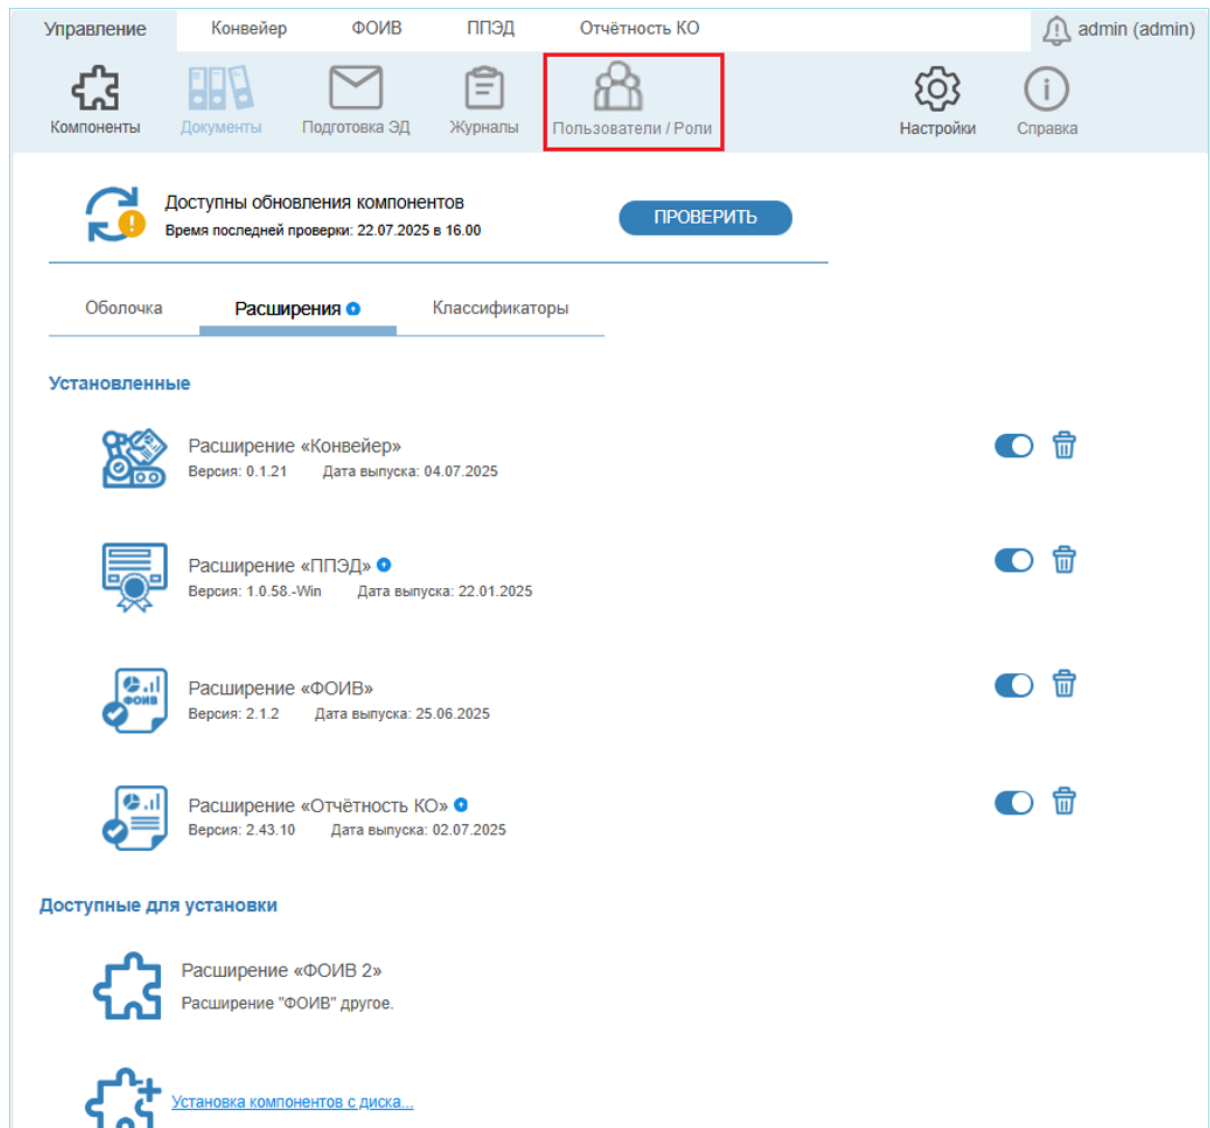 Управление Конвейер ФОИВ ППЭД Отчётность КО admin (admin)
Компоненты Документы Подготовка ЭД Журналы Пользователи / Роли Настройки Справка
Доступны обновления компонентов
Время последней проверки: 22.07.2025 в 16.00
ПРОВЕРИТЬ
Оболочка Расширения Классификаторы
Установленные
Расширение «Конвейер»
Версия: 0.1.21 Дата выпуска: 04.07.2025
Расширение «ППЭД»
Версия: 1.0.58.-Win Дата выпуска: 22.01.2025
ФОИВ
Расширение «ФОИВ»
Версия: 2.1.2 Дата выпуска: 25.06.2025
Расширение «Отчётность КО»
Версия: 2.43.10 Дата выпуска: 02.07.2025
Доступные для установки
Расширение «ФОИВ 2»
Расширение "ФОИВ" другое.
Установка компонентов с диска...